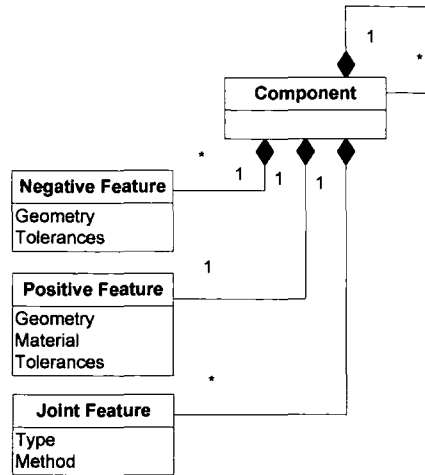 1
*
Component
*
1
1
1
Negative Feature
Geometry
Tolerances
1
Positive Feature
Geometry
Material
Tolerances
*
Joint Feature
Type
Method